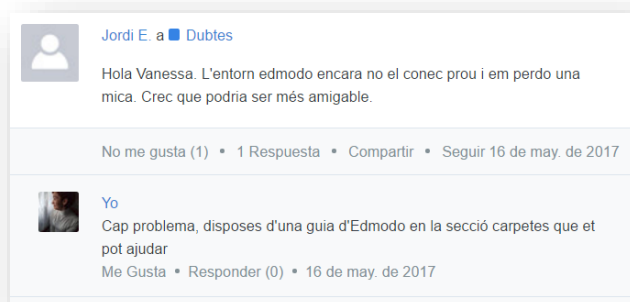 Jordi E. a Dubtes
Hola Vanessa. L'entorn edmodo encara no el conec prou i em perdo una
mica. Crec que podria ser més amigable.
No me gusta (1) • 1 Respuesta • Compartir • Seguir 16 de may. de 2017
Yo
Cap problema, disposes d'una guia d'Edmodo en la secció carpetes que et
pot ajudar
Me Gusta • Responder (0) • 16 de may. de 2017